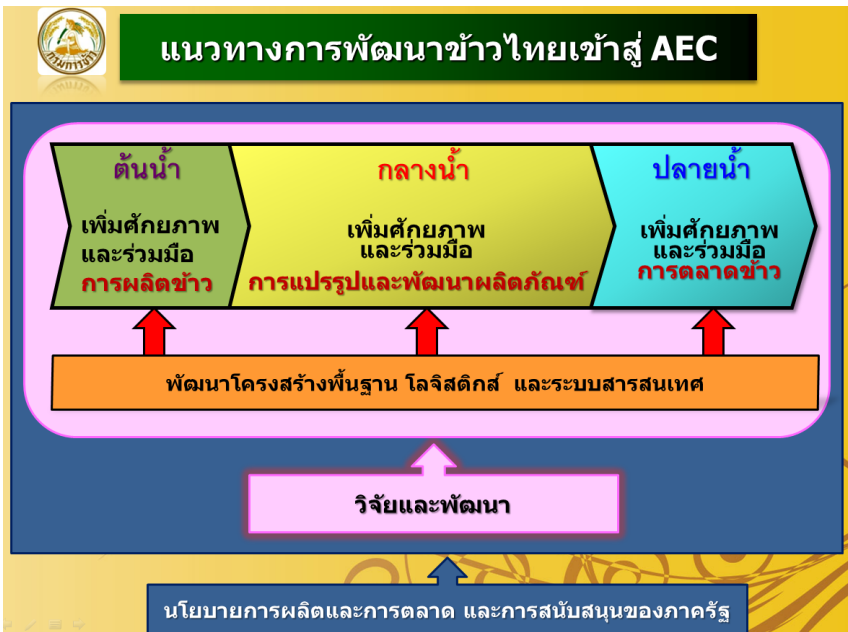 กรมการข้าว
แนวทางการพัฒนาข้าวไทยเข้าสู่ AEC
ต้นน้ำ
เพิ่มศักยภาพ
และร่วมมือ
การผลิตข้าว
กลางน้ำ
เพิ่มศักยภาพ
และร่วมมือ
การแปรรูปและพัฒนาผลิตภัณฑ์
ปลายน้ำ
เพิ่มศักยภาพ
และร่วมมือ
การตลาดข้าว
พัฒนาโครงสร้างพื้นฐาน โลจิสติกส์ และระบบสารสนเทศ
วิจัยและพัฒนา
นโยบายการผลิตและการตลาด และการสนับสนุนของภาครัฐ